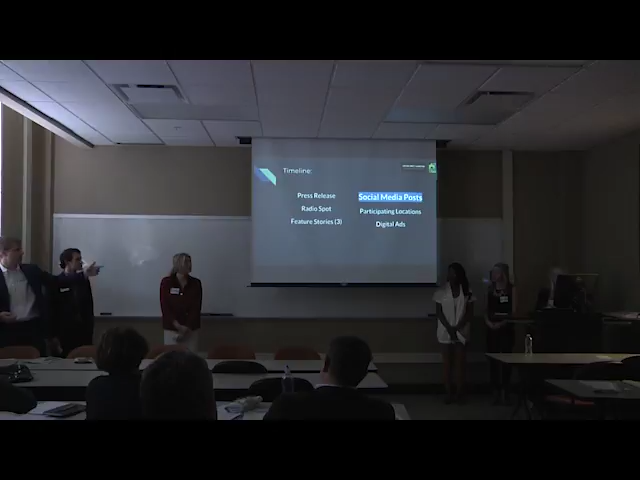 Timeline:
Press Release
Radio Spot
Feature Stories (3)
Social Media Posts
Participating Locations
Digital Ads